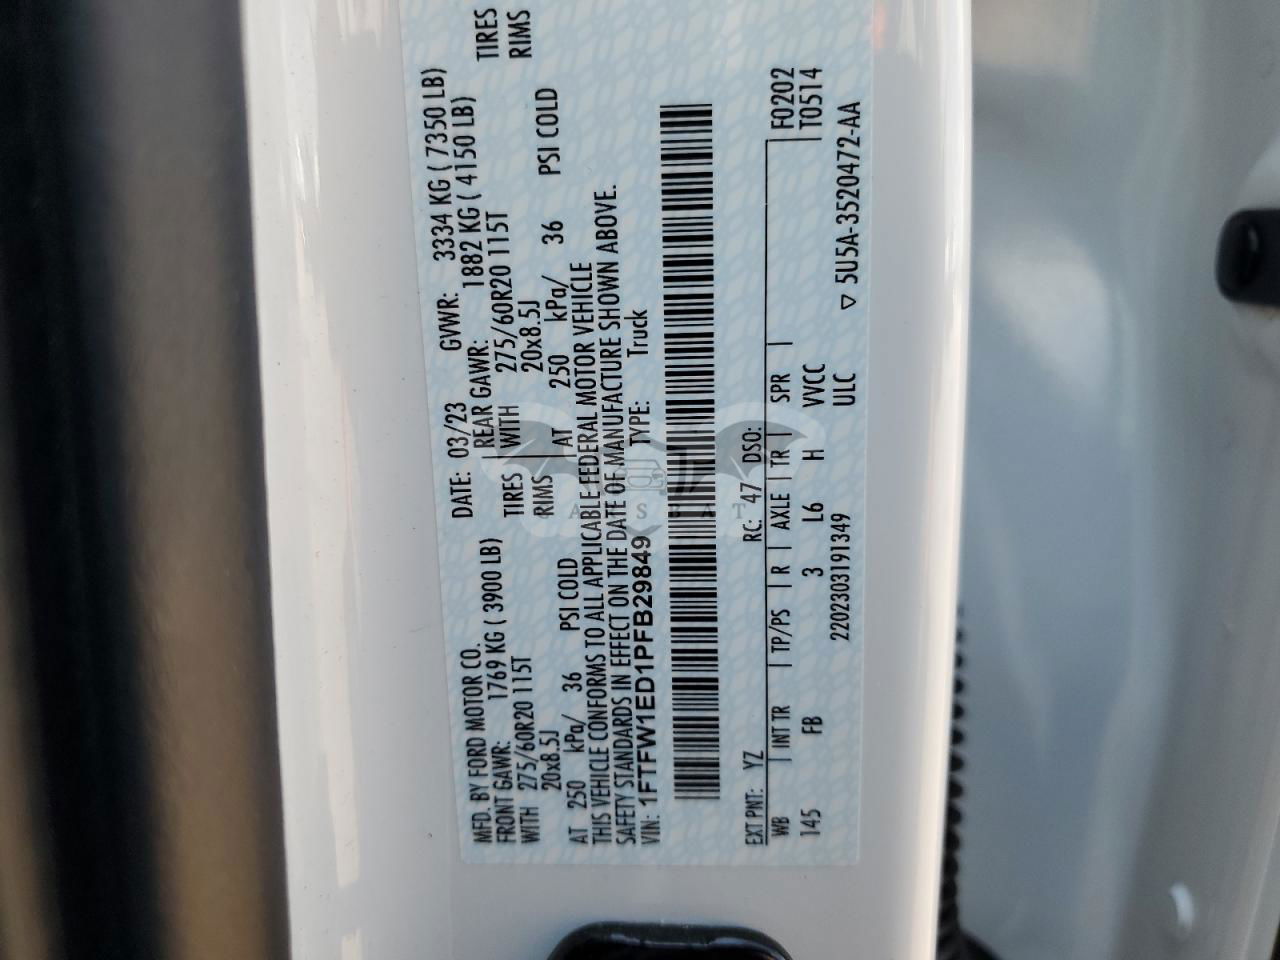 MFD. BY FORD MOTOR CO.
DATE: 03/23 GVWR: 3334 KG ( 7350 LB)
FRONT GAWR: 1769 KG ( 3900 LB) REAR GAWR: 1882 KG ( 4150 LB)
WITH 275/60R20 115T TIRES WITH 275/60R20 115T TIRES
20x8.5J RIMS 20x8.5J RIMS
AT 250 kPa/ 36 PSI COLD AT 250 kPa/ 36 PSI COLD
THIS VEHICLE CONFORMS TO ALL APPLICABLE FEDERAL MOTOR VEHICLE
SAFETY STANDARDS IN EFFECT ON THE DATE OF MANUFACTURE SHOWN ABOVE.
VIN: 1FTFW1ED1PFB29849 TYPE: Truck
CARSBAT
EXT PNT: YZ RC: 47 DSO: F0202
WB INT TR TP/PS R AXLE TR SPR T0514
145 FB 3 L6 H VVCC
2202303191349 ULC ▽ 5U5A-3520472-AA